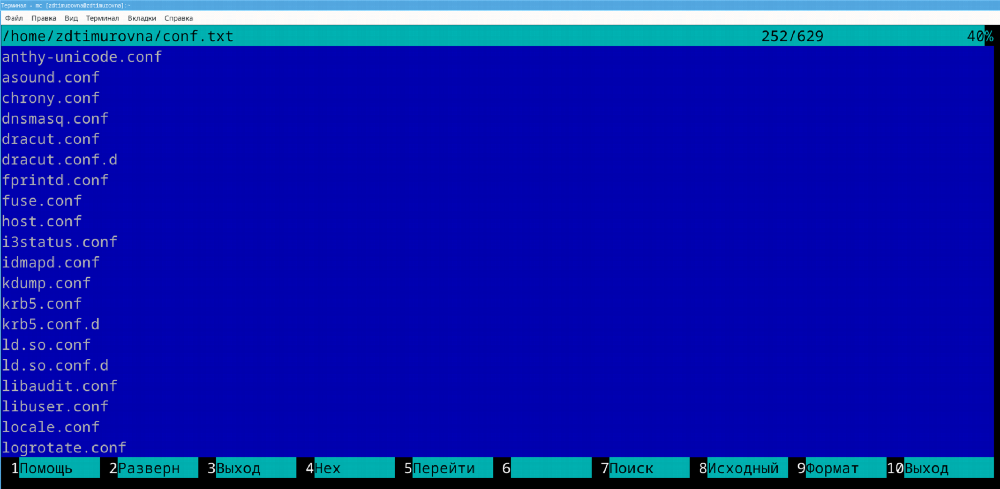 Терминал - mc [zdtimurovna@zdtimurovna]:~
Файл Правка Вид Терминал Вкладки Справка
/home/zdtimurovna/conf.txt 252/629 40%
anthy-unicode.conf
asound.conf
chrony.conf
dnsmasq.conf
dracut.conf
dracut.conf.d
fprintd.conf
fuse.conf
host.conf
i3status.conf
idmapd.conf
kdump.conf
krb5.conf
krb5.conf.d
ld.so.conf
ld.so.conf.d
libaudit.conf
libuser.conf
locale.conf
logrotate.conf
1Помощь 2Разверн 3Выход 4Hex 5Перейти 6 7Поиск 8Исходный 9Формат 10Выход